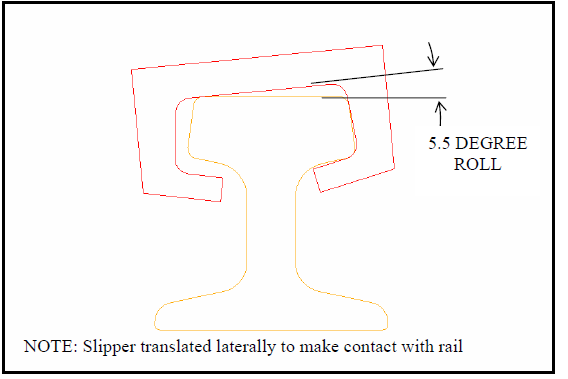 5.5 DEGREE
ROLL
NOTE: Slipper translated laterally to make contact with rail